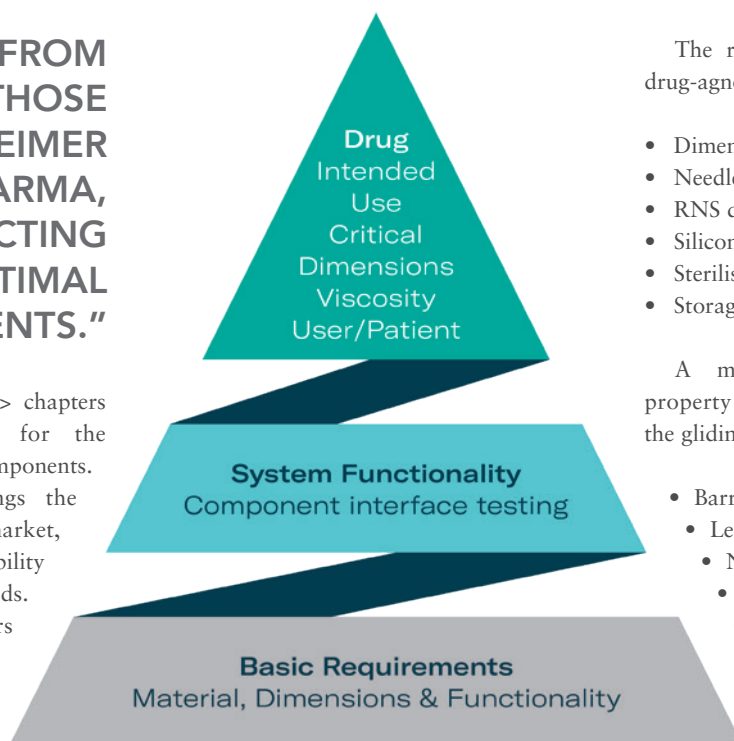 FROM
THOSE
EIMER
ARMA,
CTING
TIMAL
ENTS.”
> chapters
for the
mponents.
ngs the
arket,
bility
ds.
rs
Drug
Intended
Use
Critical
Dimensions
Viscosity
User/Patient
System Functionality
Component interface testing
Basic Requirements
Material, Dimensions & Functionality
The r
drug-agn
• Dimen
• Needle
• RNS c
• Silicon
• Sterilis
• Storag
A m
property
the glidin
• Barr
• Le
• N
•